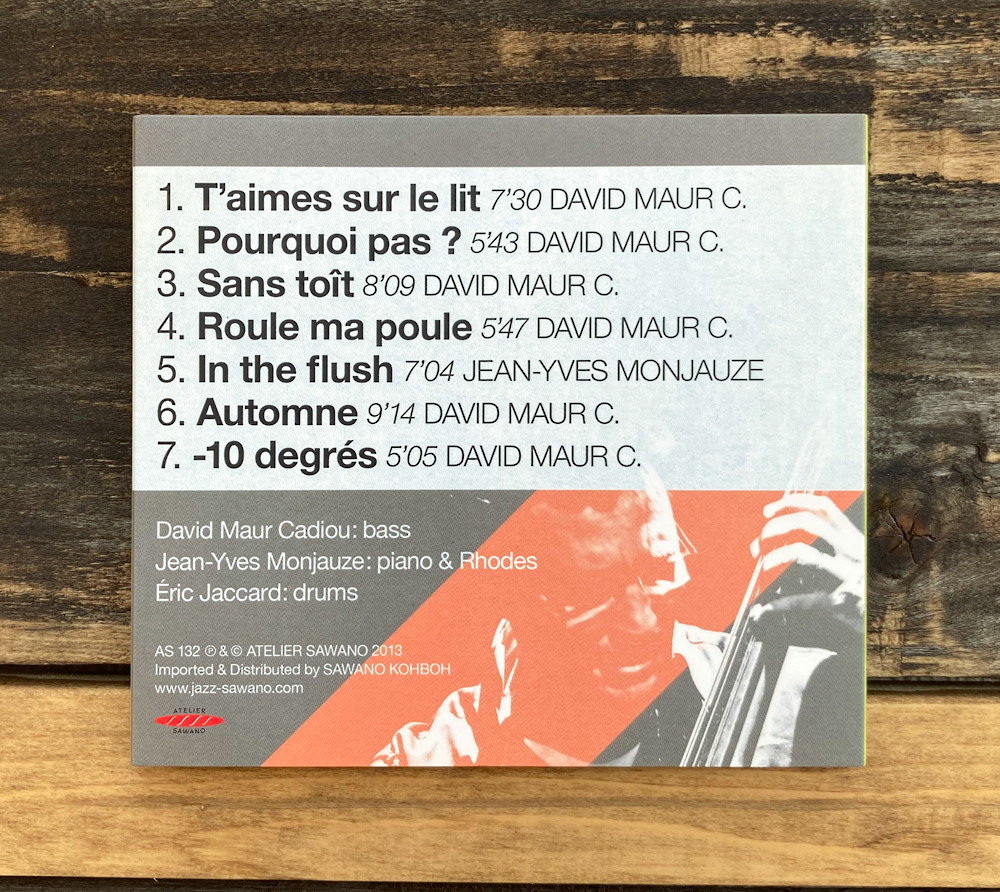 1. T’aimes sur le lit 7’30 DAVID MAUR C.
2. Pourquoi pas ? 5’43 DAVID MAUR C.
3. Sans toît 8’09 DAVID MAUR C.
4. Roule ma poule 5’47 DAVID MAUR C.
5. In the flush 7’04 JEAN-YVES MONJAUZE
6. Automne 9’14 DAVID MAUR C.
7. -10 degrés 5’05 DAVID MAUR C.
David Maur Cadiou: bass
Jean-Yves Monjauze: piano & Rhodes
Éric Jaccard: drums
AS 132 ℗ & © ATELIER SAWANO 2013
Imported & Distributed by SAWANO KOHBOH
www.jazz-sawano.com
ATELIER
SAWANO